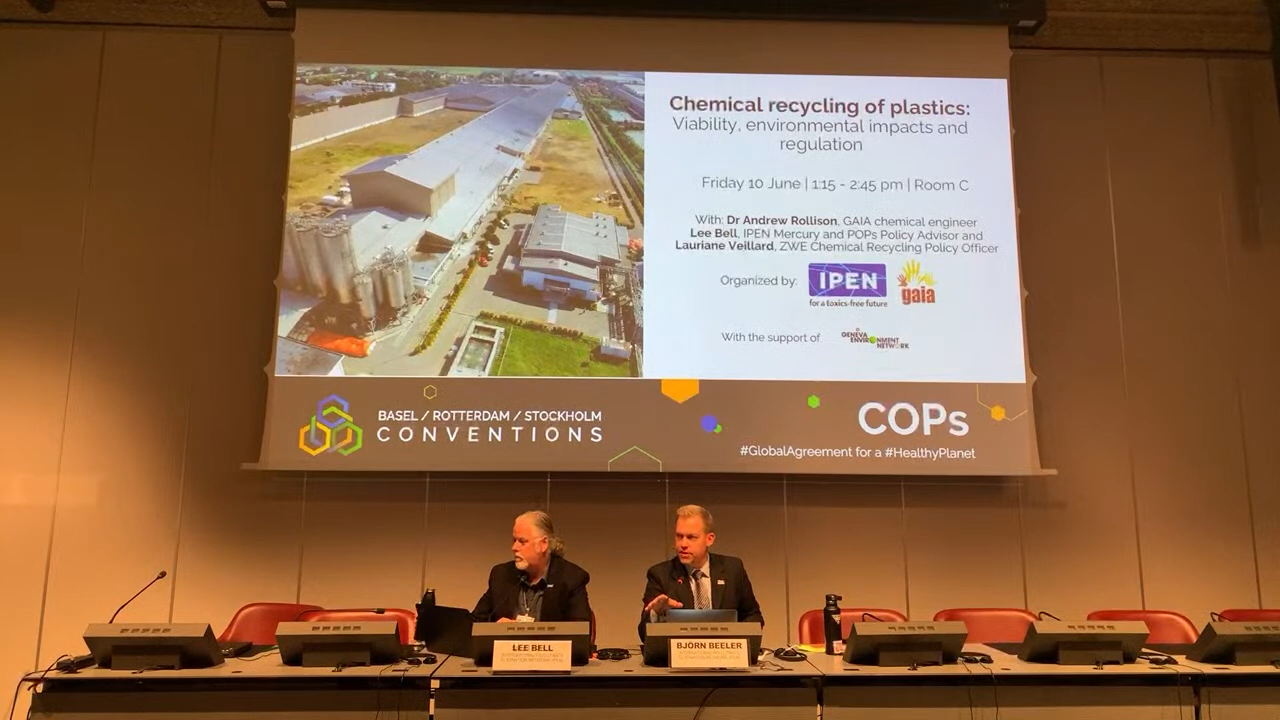 Chemical recycling of plastics:
Viability, environmental impacts and
regulation
Friday 10 June | 1:15 - 2:45 pm | Room C
With: Dr Andrew Rollison, GAIA chemical engineer
Lee Bell, IPEN Mercury and POPs Policy Advisor and
Lauriane Veillard, ZWE Chemical Recycling Policy Officer
Organized by:
IPEN
for a toxics-free future
gaia
With the support of
GENEVA
ENVIRONMENT
NETWORK
BASEL / ROTTERDAM / STOCKHOLM
CONVENTIONS
COPs
#GlobalAgreement for a #HealthyPlanet
LEE BELL
BJORN BEELER